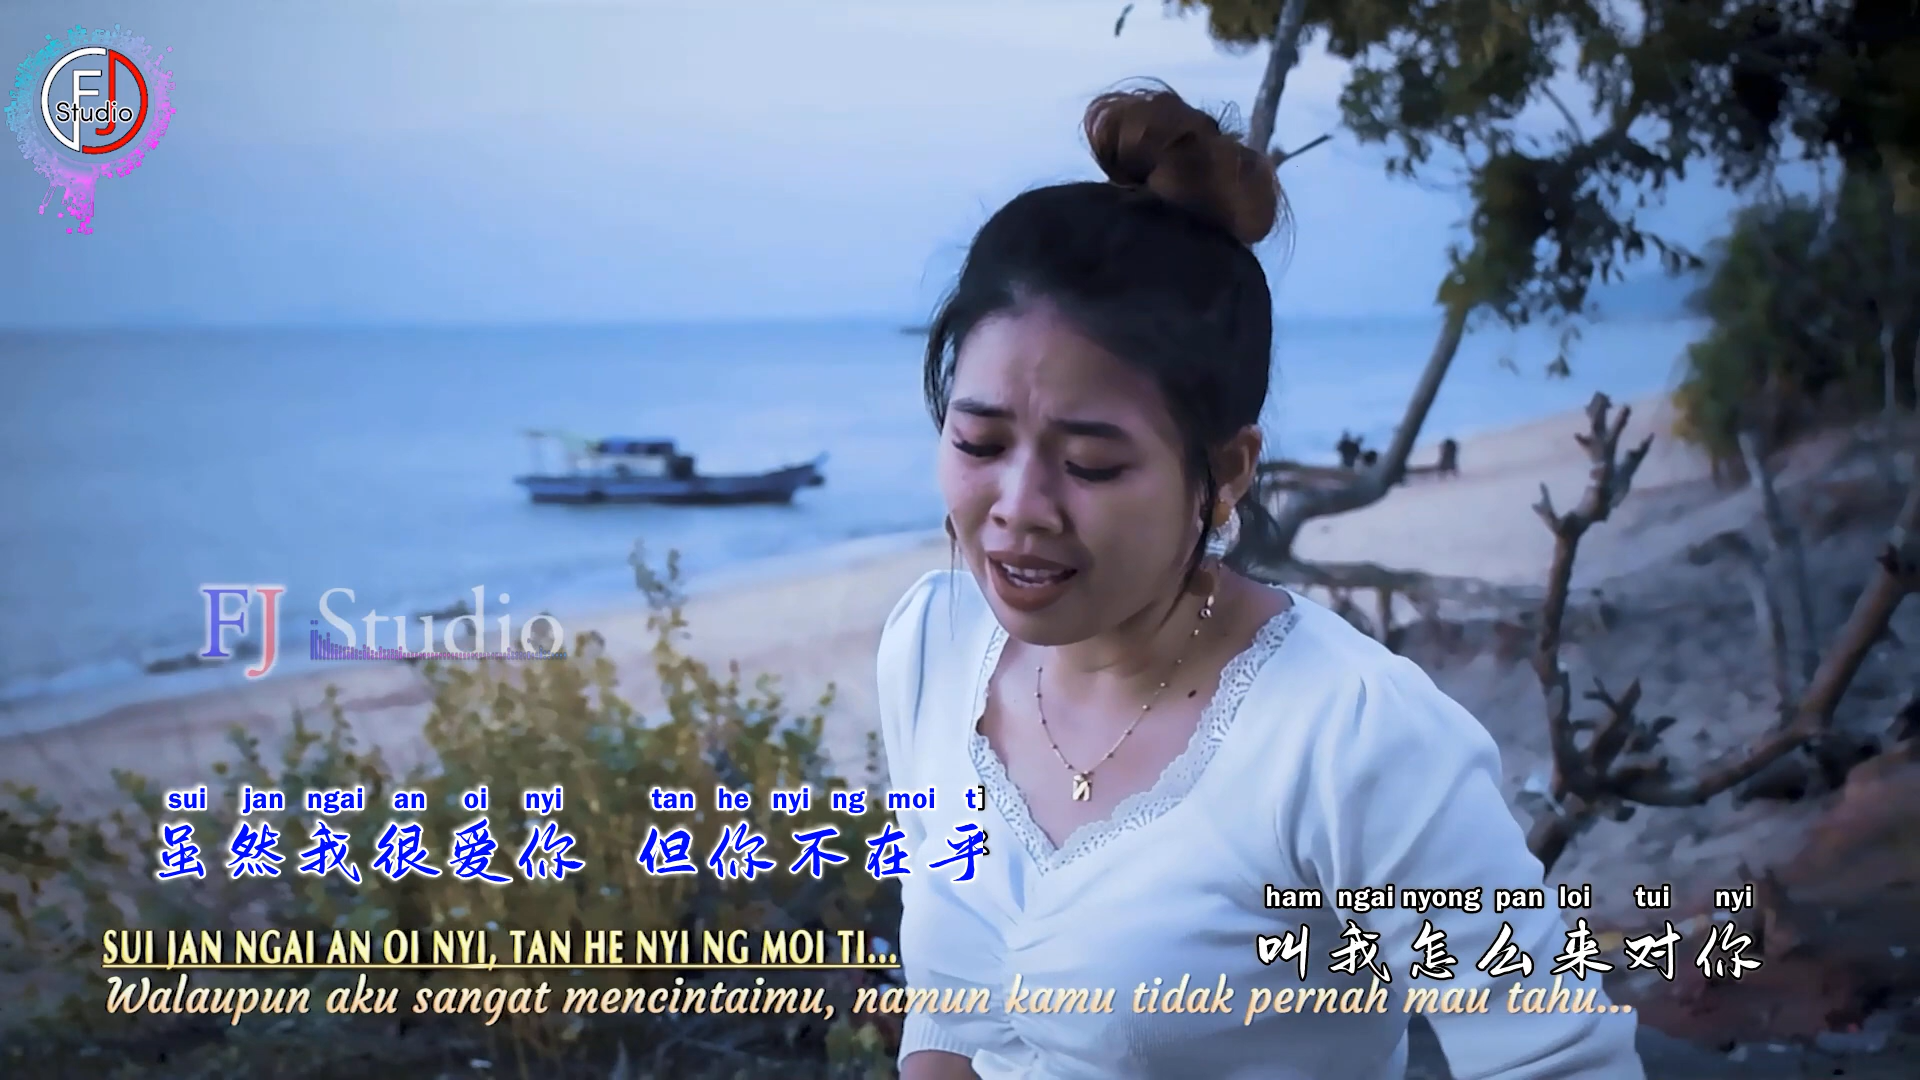 FJ
Studio
FJ Studio
sui jan ngai an oi nyi tan he nyi ng moi ti
虽然我很爱你 但你不在乎
ham ngai nyong pan loi tui nyi
叫我怎么来对你
SUI JAN NGAI AN OI NYI, TAN HE NYI NG MOI TI...
Walaupun aku sangat mencintaimu, namun kamu tidak pernah mau tahu...